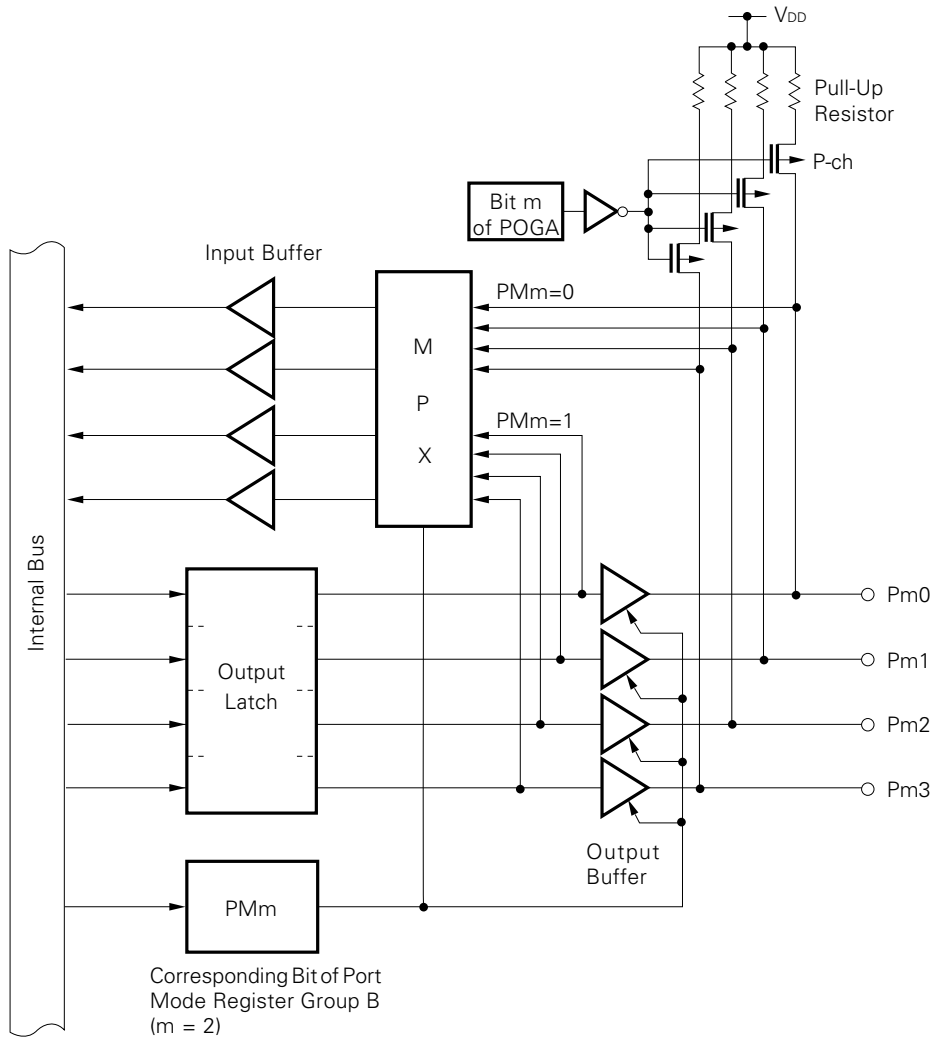 VDD
Pull-Up
Resistor
P-ch
Bit m
of POGA
Input Buffer
PMm=0
M
P
X
PMm=1
Internal Bus
Output
Latch
Pm0
Pm1
Pm2
Pm3
Output
Buffer
PMm
Corresponding Bit of Port
Mode Register Group B
(m = 2)